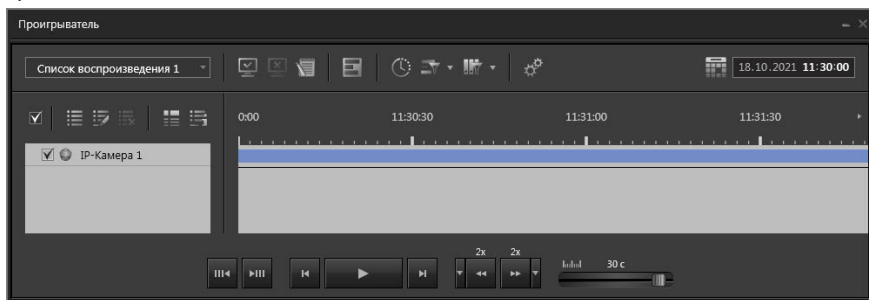 Проигрыватель
Список воспроизведения 1
18.10.2021 11:30:00
0:00 11:30:30 11:31:00 11:31:30
IP-Камера 1
2x 2x
30 с